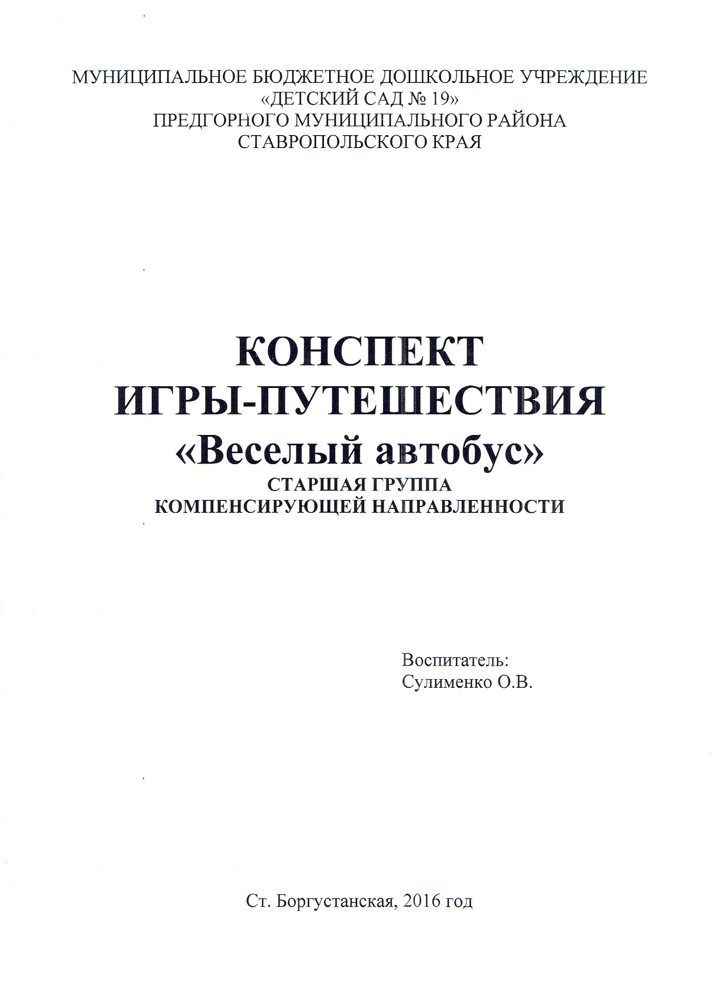 МУНИЦИПАЛЬНОЕ БЮДЖЕТНОЕ ДОШКОЛЬНОЕ УЧРЕЖДЕНИЕ
«ДЕТСКИЙ САД № 19»
ПРЕДГОРНОГО МУНИЦИПАЛЬНОГО РАЙОНА
СТАВРОПОЛЬСКОГО КРАЯ
КОНСПЕКТ
ИГРЫ-ПУТЕШЕСТВИЯ
«Веселый автобус»
СТАРШАЯ ГРУППА
КОМПЕНСИРУЮЩЕЙ НАПРАВЛЕННОСТИ
Воспитатель:
Сулименко О.В.
Ст. Боргустанская, 2016 год